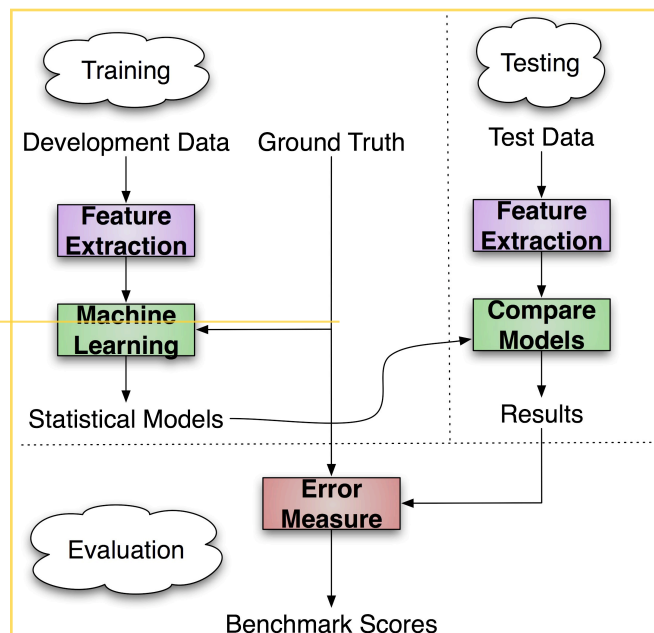 Training
Testing
Development Data
Ground Truth
Test Data
Feature
Extraction
Feature
Extraction
Machine
Learning
Compare
Models
Statistical Models
Results
Error
Measure
Evaluation
Benchmark Scores